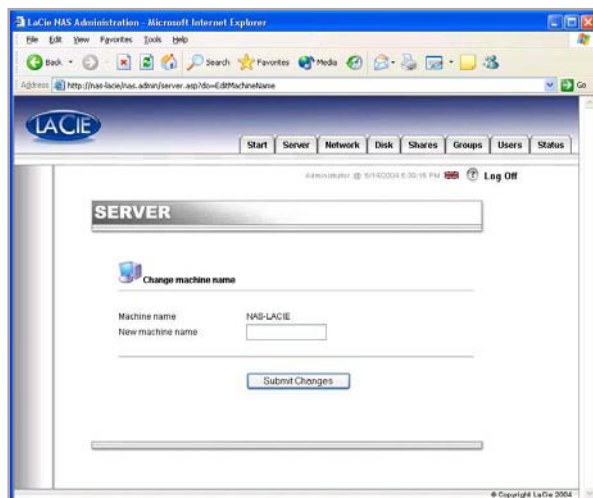 LaCie NAS Administration - Microsoft Internet Explorer
File Edit View Favorites Tools Help
Back Search Favorites Media
Address http://nas-lacie/nas.admin/server.asp?do=EditMachineName Go
LACIE
Start Server Network Disk Shares Groups Users Status
Administrator @ Log Off
SERVER
Change machine name
Machine name NAS-LACIE
New machine name
Submit Changes
© Copyright LaCie 2004